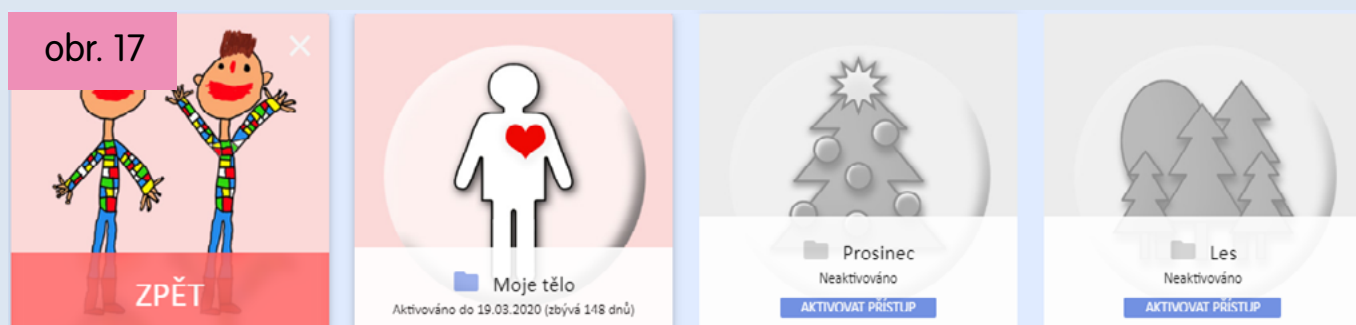 obr. 17
ZPĚT
Moje tělo
Aktivováno do 19.03.2020 (zbývá 148 dnů)
Prosinec
Neaktivováno
AKTIVOVAT PŘÍSTUP
Les
Neaktivováno
AKTIVOVAT PŘÍSTUP